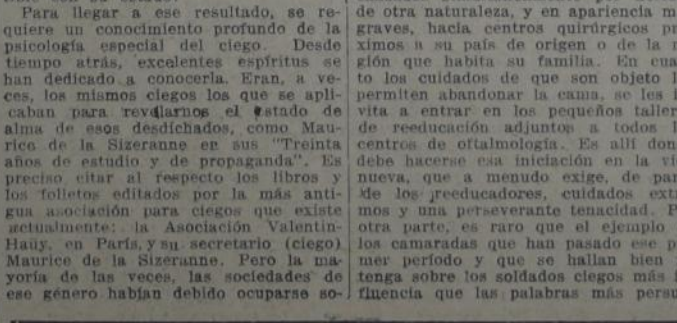 Para llegar a ese resultado, se re-
quiere un conocimiento profundo de la
psicología especial del ciego. Desde
tiempo atrás, excelentes espíritus se
han dedicado a conocerla. Eran, a ve-
ces, los mismos ciegos los que se apli-
caban para revelarnos el estado de
alma de esos desdichados, como Mau-
rice de la Sizeranne en sus "Treinta
años de estudio y de propaganda". Es
preciso citar al respecto los libros y
los folletos editados por la más anti-
gua asociación para ciegos que existe
actualmente: la Asociación Valentin-
Haüy, en París, y su secretario (ciego)
Maurice de la Sizeranne. Pero la ma-
yoría de las veces, las sociedades de
ese género habían debido ocuparse so-
de otra naturaleza, y en apariencia m
graves, hacia centros quirúrgicos pr
ximos a su país de origen o de la r
gión que habita su familia. En cua
to los cuidados de que son objeto l
permiten abandonar la cama, se les i
vita a entrar en los pequeños taller
de reeducación adjuntos a todos l
centros de oftalmología. Es allí don
debe hacerse esa iniciación en la vi
nueva, que a menudo exige, de par
de los reeducadores, cuidados extr
mos y una perseverante tenacidad. P
otra parte, es raro que el ejemplo
los camaradas que han pasado ese p
mer período y que se hallan bien
tenga sobre los soldados ciegos más i
fluencia que las palabras más persu